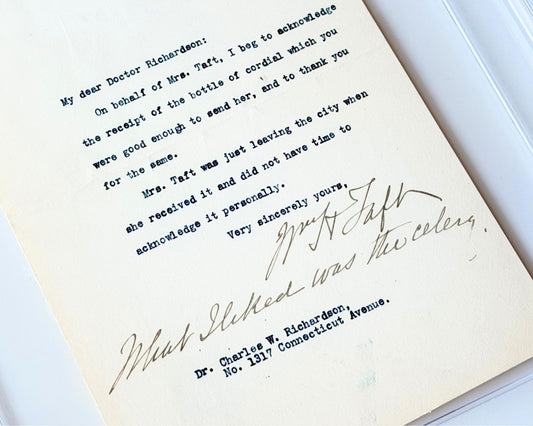 My dear Doctor Richardson:
On behalf of Mrs. Taft, I beg to acknowledge
the receipt of the bottle of cordial which you
were good enough to send her, and to thank you
for the same.
Mrs. Taft was just leaving the city when
she received it and did not have time to
acknowledge it personally.
Very sincerely yours,
Wm H Taft
What I liked was the celery.
Dr. Charles W. Richardson,
No. 1317 Connecticut Avenue.